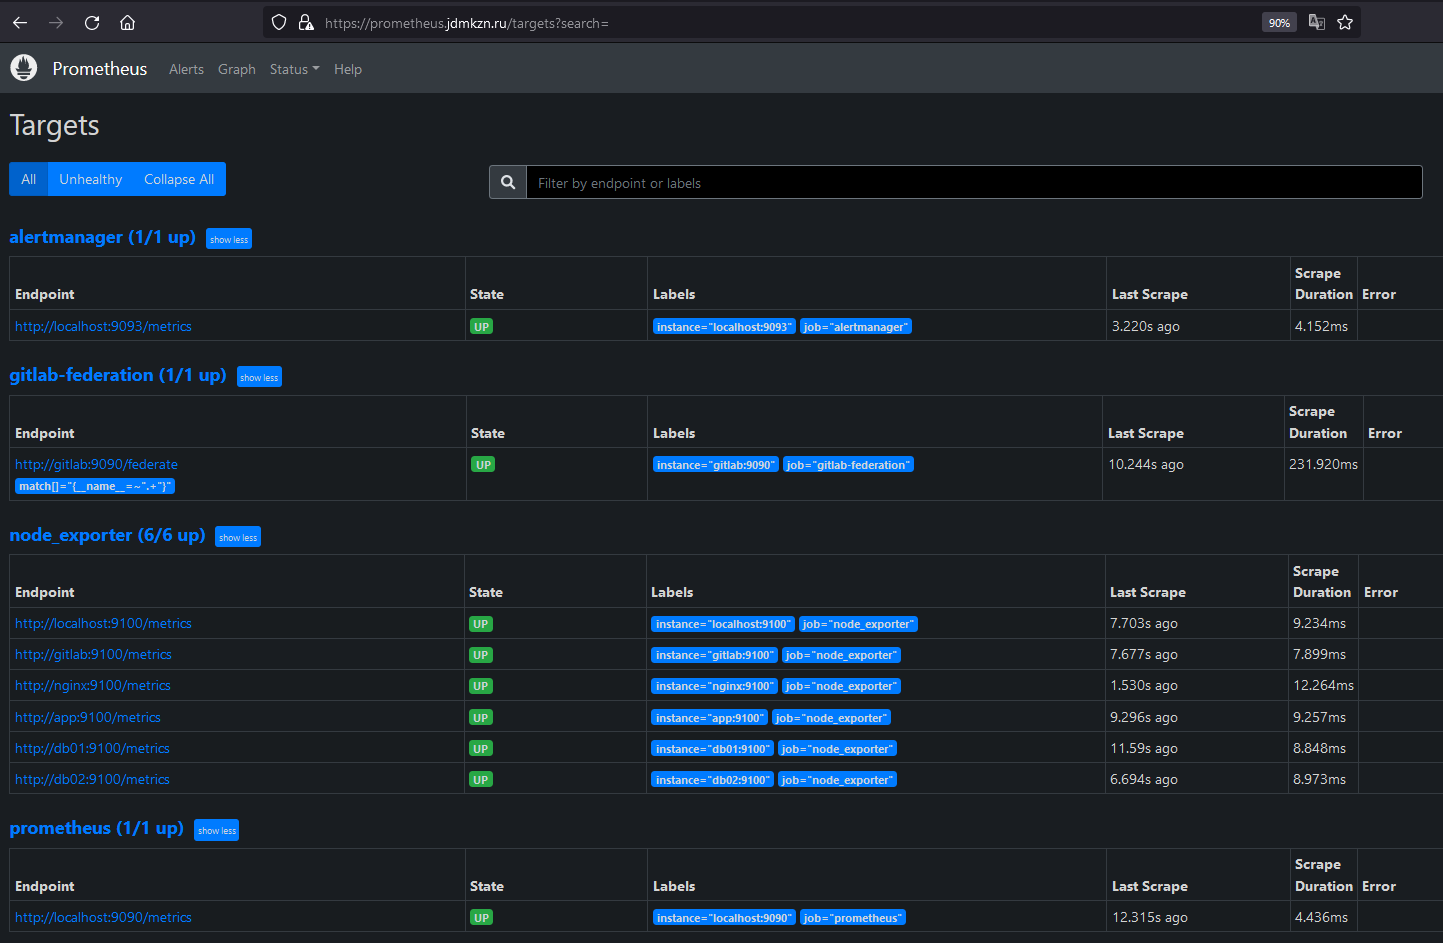 https://prometheus.jdmkzn.ru/targets?search=
90%
Prometheus Alerts Graph Status Help
Targets
All Unhealthy Collapse All
Filter by endpoint or labels
alertmanager (1/1 up) show less
Endpoint State Labels Last Scrape Scrape Duration Error
http://localhost:9093/metrics UP instance="localhost:9093" job="alertmanager" 3.220s ago 4.152ms
gitlab-federation (1/1 up) show less
Endpoint State Labels Last Scrape Scrape Duration Error
http://gitlab:9090/federate UP instance="gitlab:9090" job="gitlab-federation" 10.244s ago 231.920ms
match[]="{__name__=~".+"}"
node_exporter (6/6 up) show less
Endpoint State Labels Last Scrape Scrape Duration Error
http://localhost:9100/metrics UP instance="localhost:9100" job="node_exporter" 7.703s ago 9.234ms
http://gitlab:9100/metrics UP instance="gitlab:9100" job="node_exporter" 7.677s ago 7.899ms
http://nginx:9100/metrics UP instance="nginx:9100" job="node_exporter" 1.530s ago 12.264ms
http://app:9100/metrics UP instance="app:9100" job="node_exporter" 9.296s ago 9.257ms
http://db01:9100/metrics UP instance="db01:9100" job="node_exporter" 11.59s ago 8.848ms
http://db02:9100/metrics UP instance="db02:9100" job="node_exporter" 6.694s ago 8.973ms
prometheus (1/1 up) show less
Endpoint State Labels Last Scrape Scrape Duration Error
http://localhost:9090/metrics UP instance="localhost:9090" job="prometheus" 12.315s ago 4.436ms